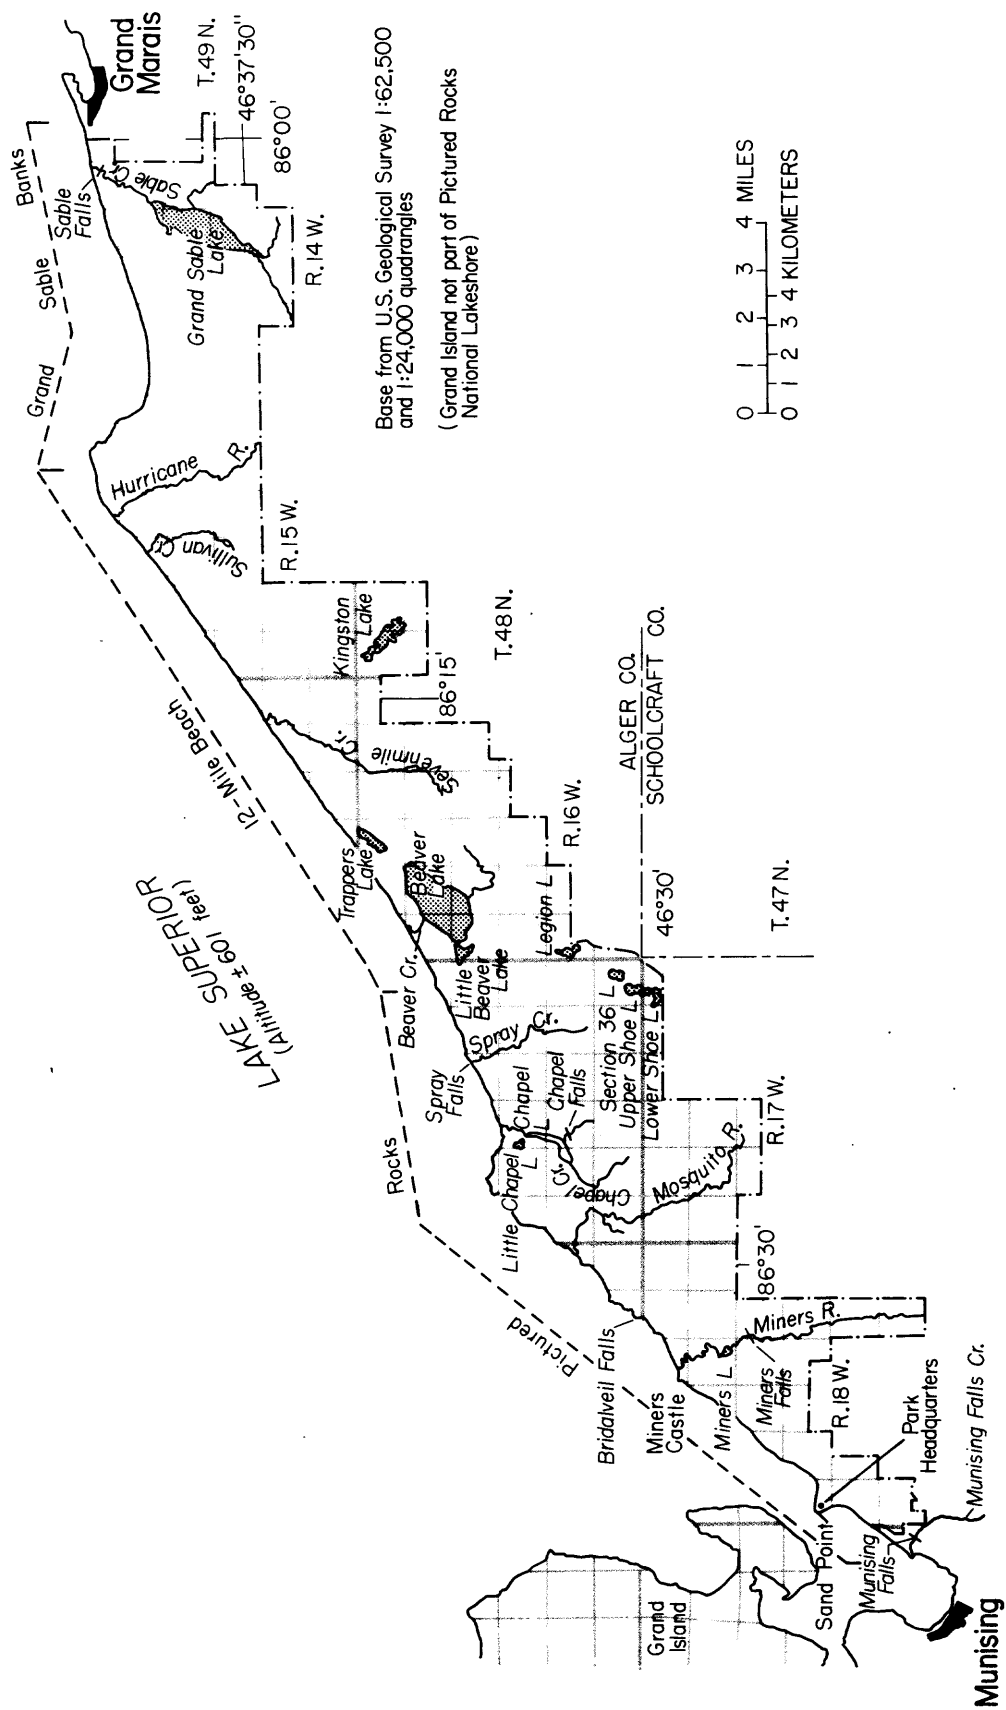 Grand
Marais
T.49 N.
46°37'30"
86°00'
Banks
Sable
Grand
Sable
Falls
Sable Cr.
Grand Sable
Lake
R.14 W.
Base from U.S. Geological Survey 1:62,500
and 1:24,000 quadrangles
(Grand Island not part of Pictured Rocks
National Lakeshore)
0 1 2 3 4 MILES
0 1 2 3 4 KILOMETERS
Hurricane R.
Sullivan Cr.
R.15 W.
Kingston
Lake
T.48 N.
86°15'
12-Mile Beach
Sevenmile Cr.
LAKE SUPERIOR
(Altitude ± 601 feet)
Trappers
Lake
Beaver
Lake
R.16 W.
ALGER CO.
SCHOOLCRAFT CO.
46°30'
T.47 N.
Legion L
Beaver Cr.
Little
Beaver
Lake
Section 36 L
Upper Shoe L
Lower Shoe L
Spray Cr.
Spray
Falls
Rocks
Chapel
L
Chapel
Falls
Little Chapel
L
Chapel Cr.
Mosquito R.
R.17 W.
86°30'
Pictured
Bridalveil Falls
Miners R.
Miners
Castle
Miners L
Miners
Falls
R.18 W.
Park
Headquarters
Munising Falls Cr.
Sand Point
Munising
Falls
Grand
Island
Munising